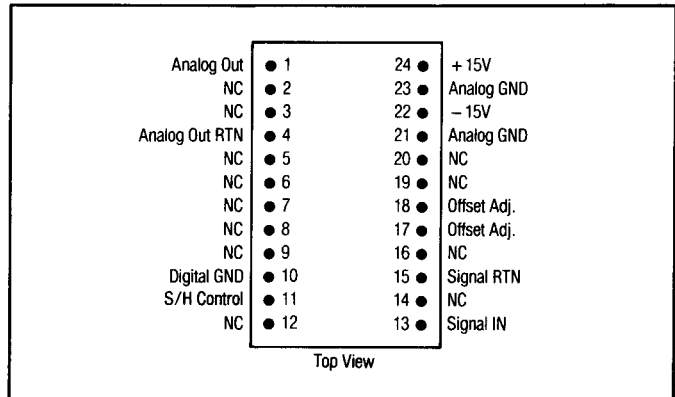 Analog Out 1 24 + 15V
NC 2 23 Analog GND
NC 3 22 – 15V
Analog Out RTN 4 21 Analog GND
NC 5 20 NC
NC 6 19 NC
NC 7 18 Offset Adj.
NC 8 17 Offset Adj.
NC 9 16 NC
Digital GND 10 15 Signal RTN
S/H Control 11 14 NC
NC 12 13 Signal IN
Top View